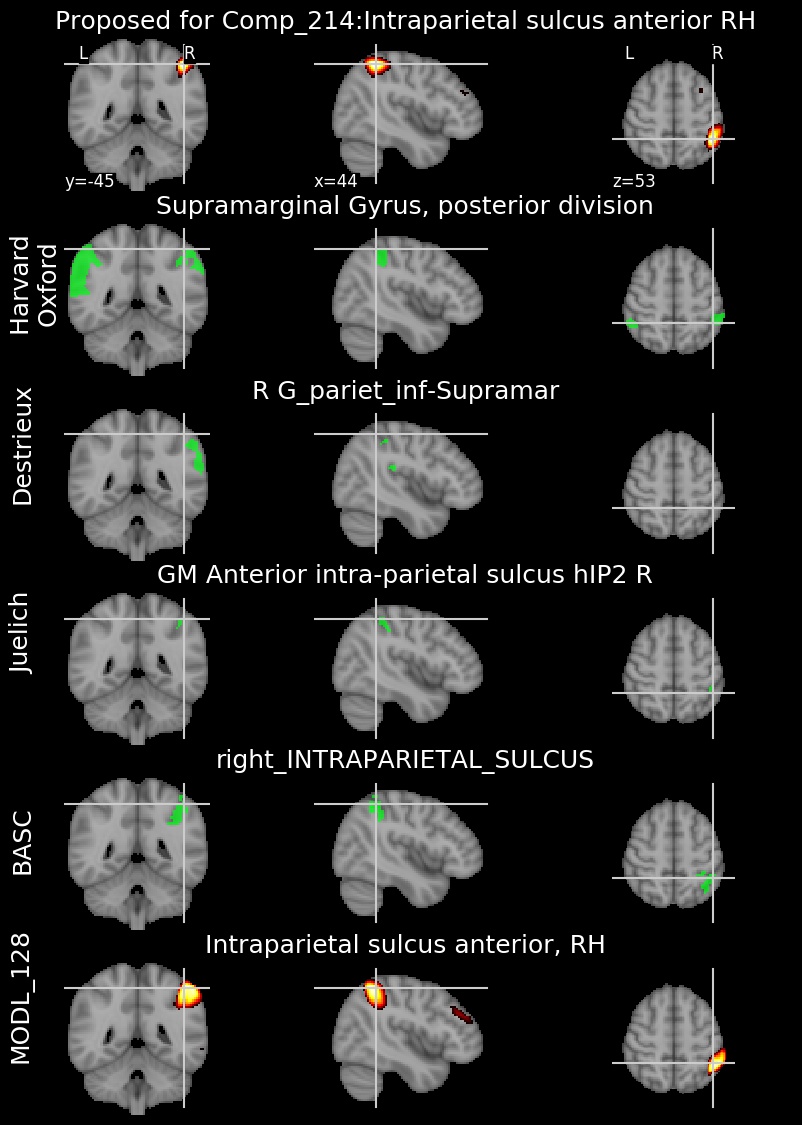 Proposed for Comp_214:Intraparietal sulcus anterior RH
L R
L R
y=-45
x=44
z=53
Supramarginal Gyrus, posterior division
Harvard
Oxford
R G_pariet_inf-Supramar
Destrieux
GM Anterior intra-parietal sulcus hIP2 R
Juelich
right_INTRAPARIETAL_SULCUS
BASC
Intraparietal sulcus anterior, RH
MODL_128